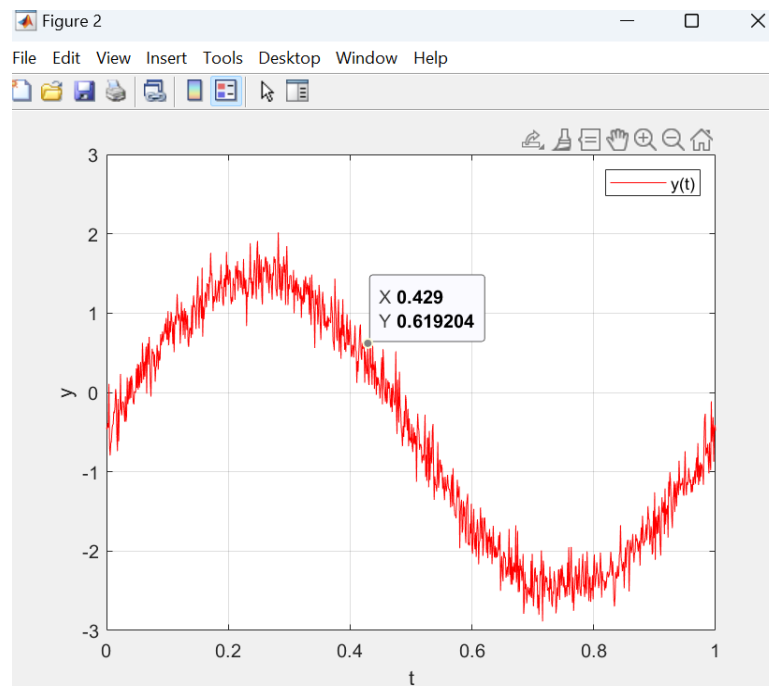 Figure 2
File Edit View Insert Tools Desktop Window Help
3
2
1
0
-1
-2
-3
y
y(t)
X 0.429
Y 0.619204
0 0.2 0.4 0.6 0.8 1
t